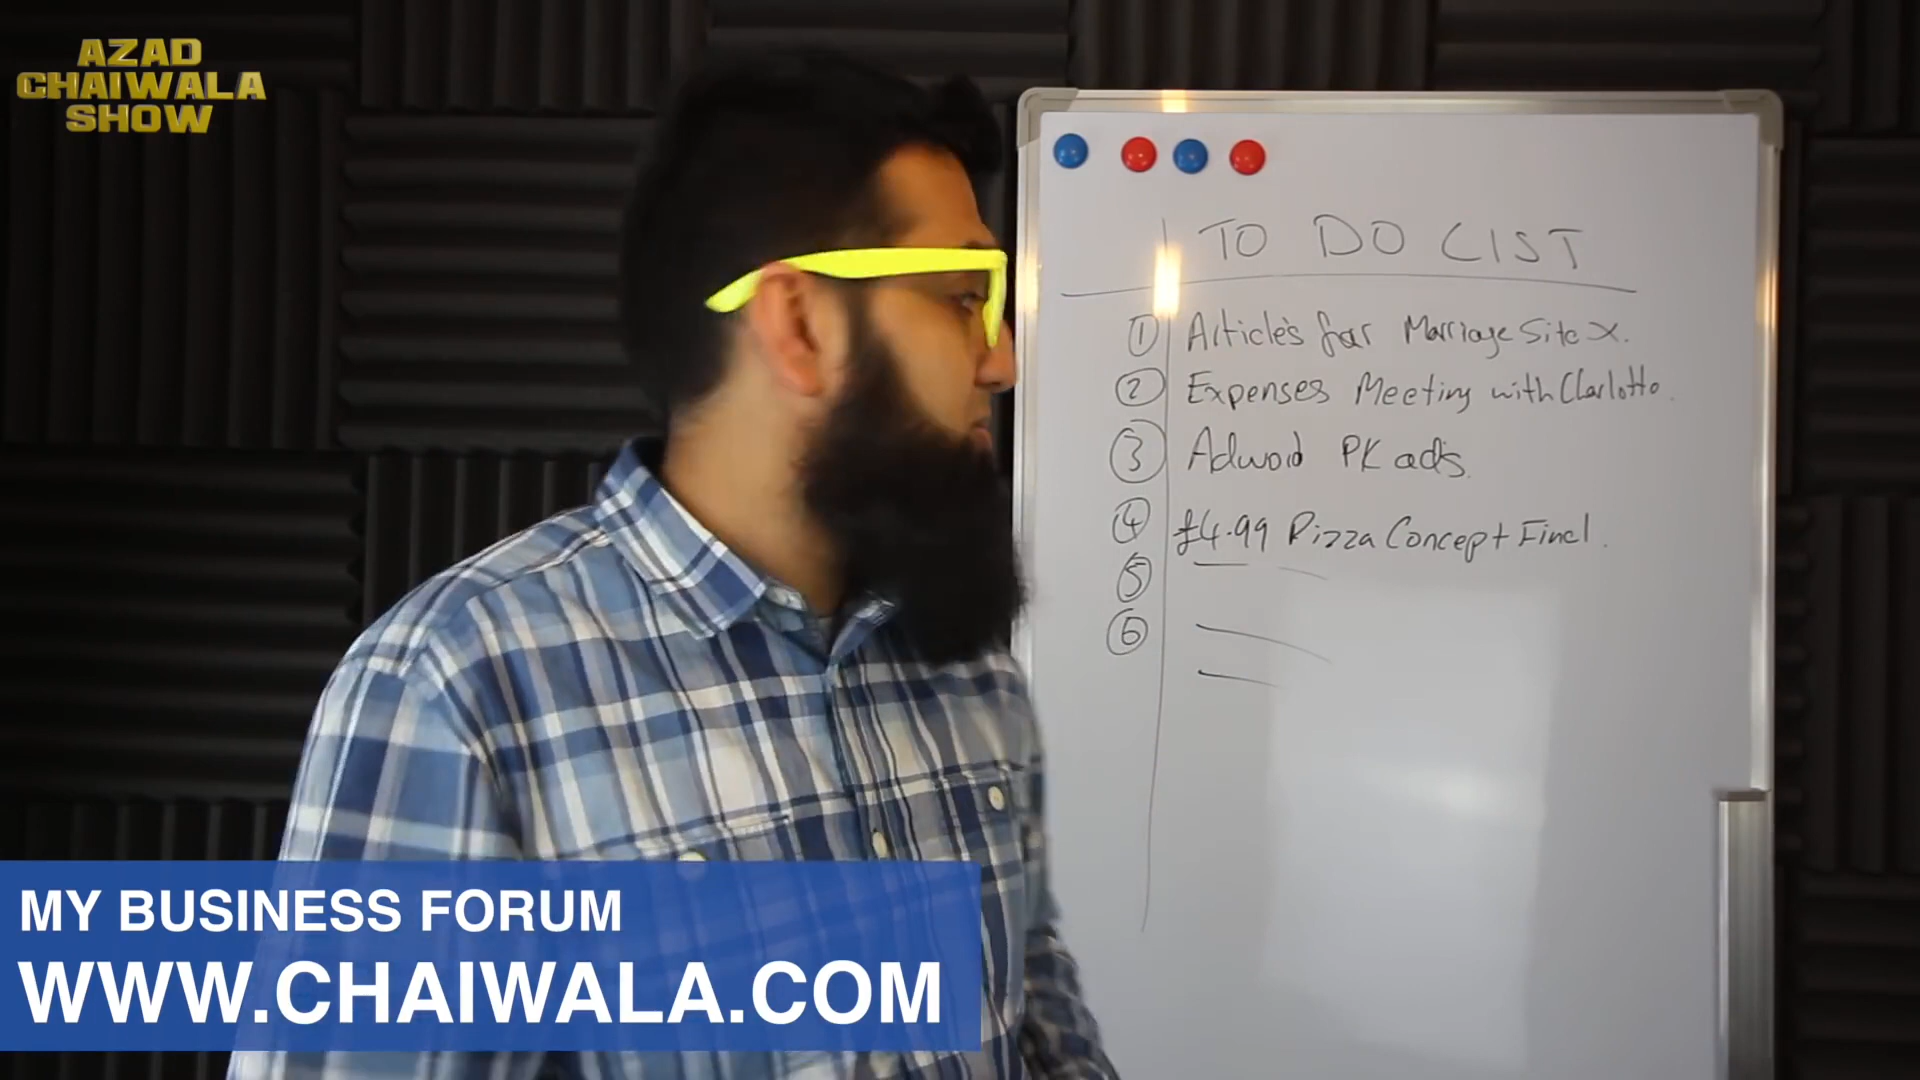 AZAD
CHAIWALA
SHOW
TO DO LIST
1 Article's for Marriage Site X.
2 Expenses Meeting with Charlotte.
3 Adword PK ads.
4 £4.99 Pizza Concept Final.
5
6
MY BUSINESS FORUM
WWW.CHAIWALA.COM